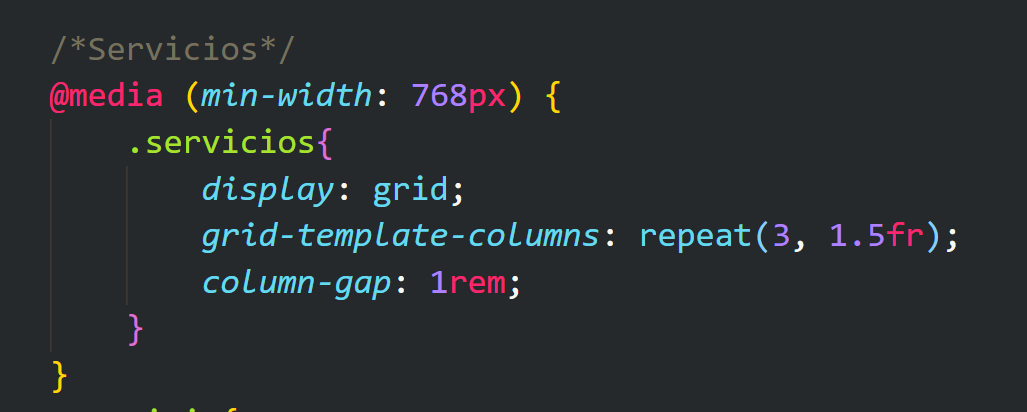 /*Servicios*/
@media (min-width: 768px) {
.servicios{
display: grid;
grid-template-columns: repeat(3, 1.5fr);
column-gap: 1rem;
}
}